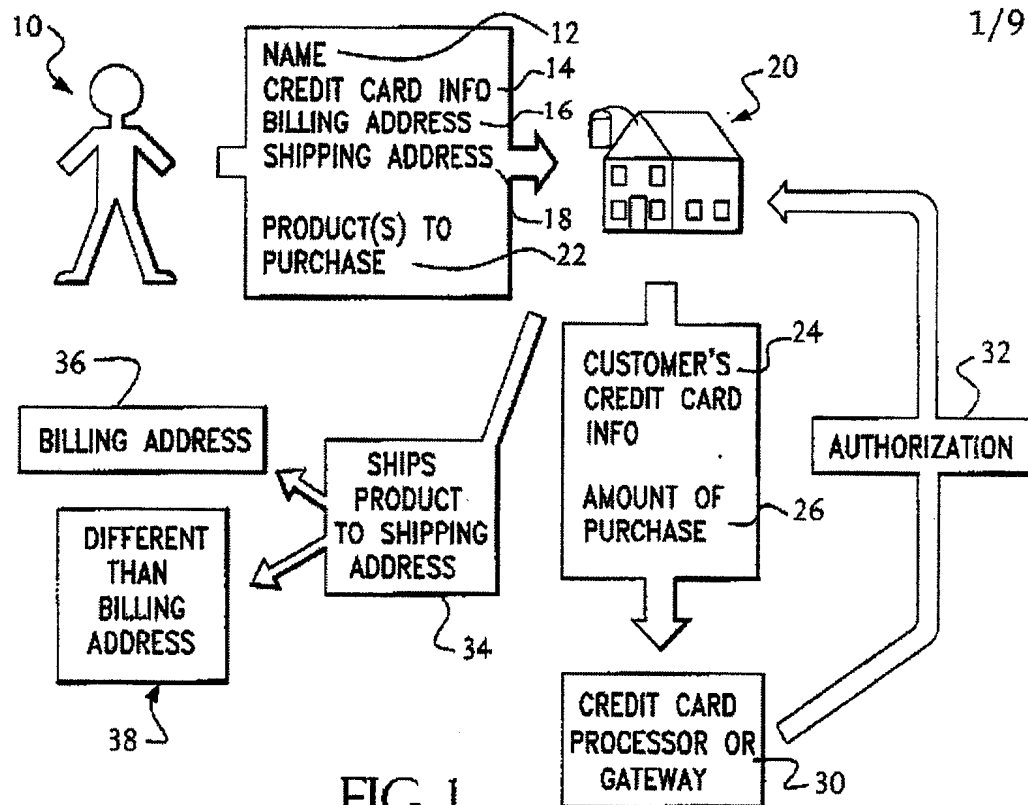 1/9
10
NAME
12
CREDIT CARD INFO
14
BILLING ADDRESS
16
SHIPPING ADDRESS
18
PRODUCT(S) TO
PURCHASE
22
20
24
CUSTOMER'S
CREDIT CARD
INFO
AMOUNT OF
PURCHASE
26
32
AUTHORIZATION
36
BILLING ADDRESS
SHIPS
PRODUCT
TO SHIPPING
ADDRESS
34
DIFFERENT
THAN
BILLING
ADDRESS
38
CREDIT CARD
PROCESSOR OR
GATEWAY
30
FIG. 1